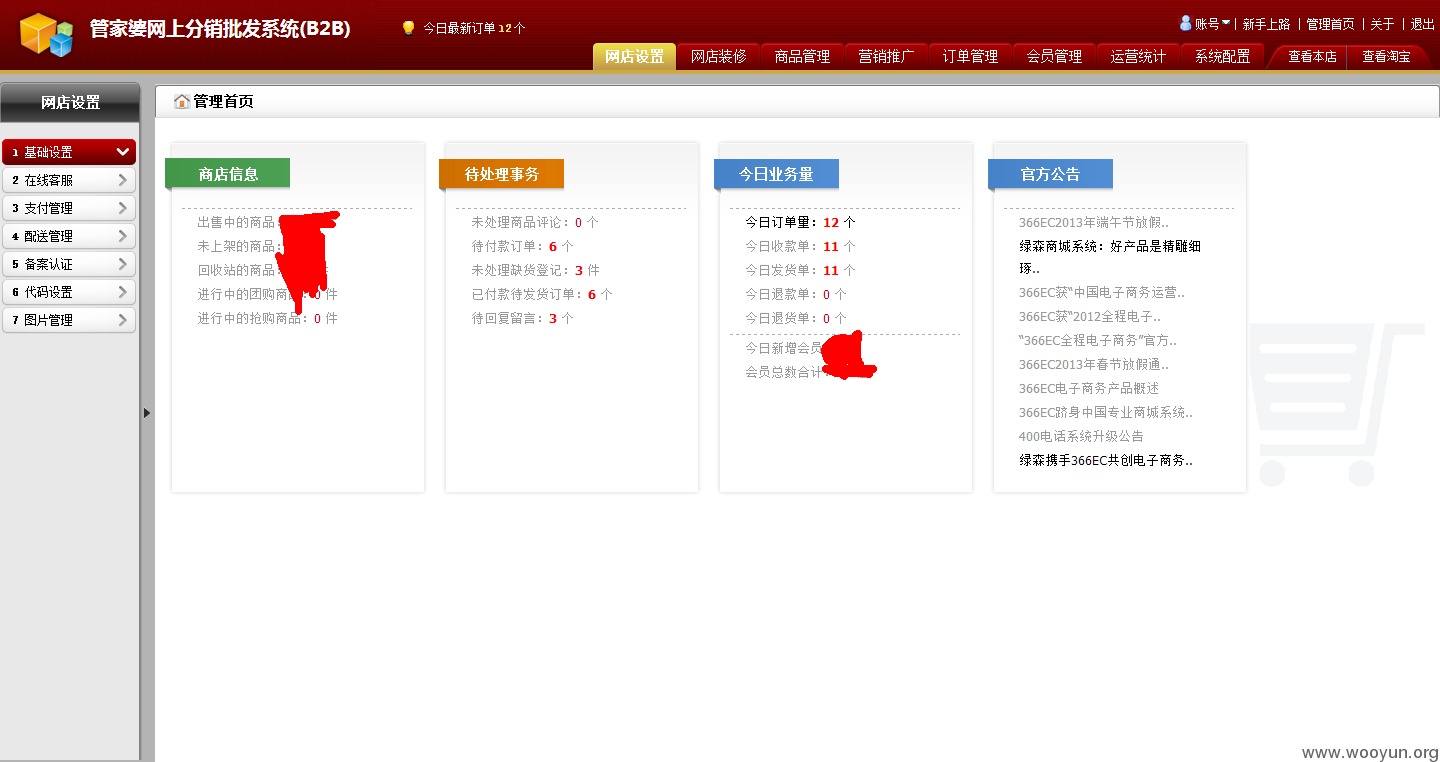 管家婆网上分销批发系统(B2B)
今日最新订单 12 个
账号 | 新手上路 | 管理首页 | 关于 | 退出
网店设置 网店装修 商品管理 营销推广 订单管理 会员管理 运营统计 系统配置 查看本店 查看淘宝
网店设置
1 基础设置
2 在线客服
3 支付管理
4 配送管理
5 备案认证
6 代码设置
7 图片管理
管理首页
商店信息
出售中的商品
未上架的商品:
回收站的商品
进行中的团购商品: 0 件
进行中的抢购商品: 0 件
待处理事务
未处理商品评论: 0 个
待付款订单: 6 个
未处理缺货登记: 3 件
已付款待发货订单: 6 个
待回复留言: 3 个
今日业务量
今日订单量: 12 个
今日收款单: 11 个
今日发货单: 11 个
今日退款单: 0 个
今日退货单: 0 个
今日新增会员
会员总数合计
官方公告
366EC2013年端午节放假..
绿森商城系统: 好产品是精雕细
琢..
366EC获“中国电子商务运营..
366EC获“2012全程电子..
“366EC全程电子商务”官方..
366EC2013年春节放假通..
366EC电子商务产品概述
366EC跻身中国专业商城系统..
400电话系统升级公告
绿森携手366EC共创电子商务..
www.wooyun.org